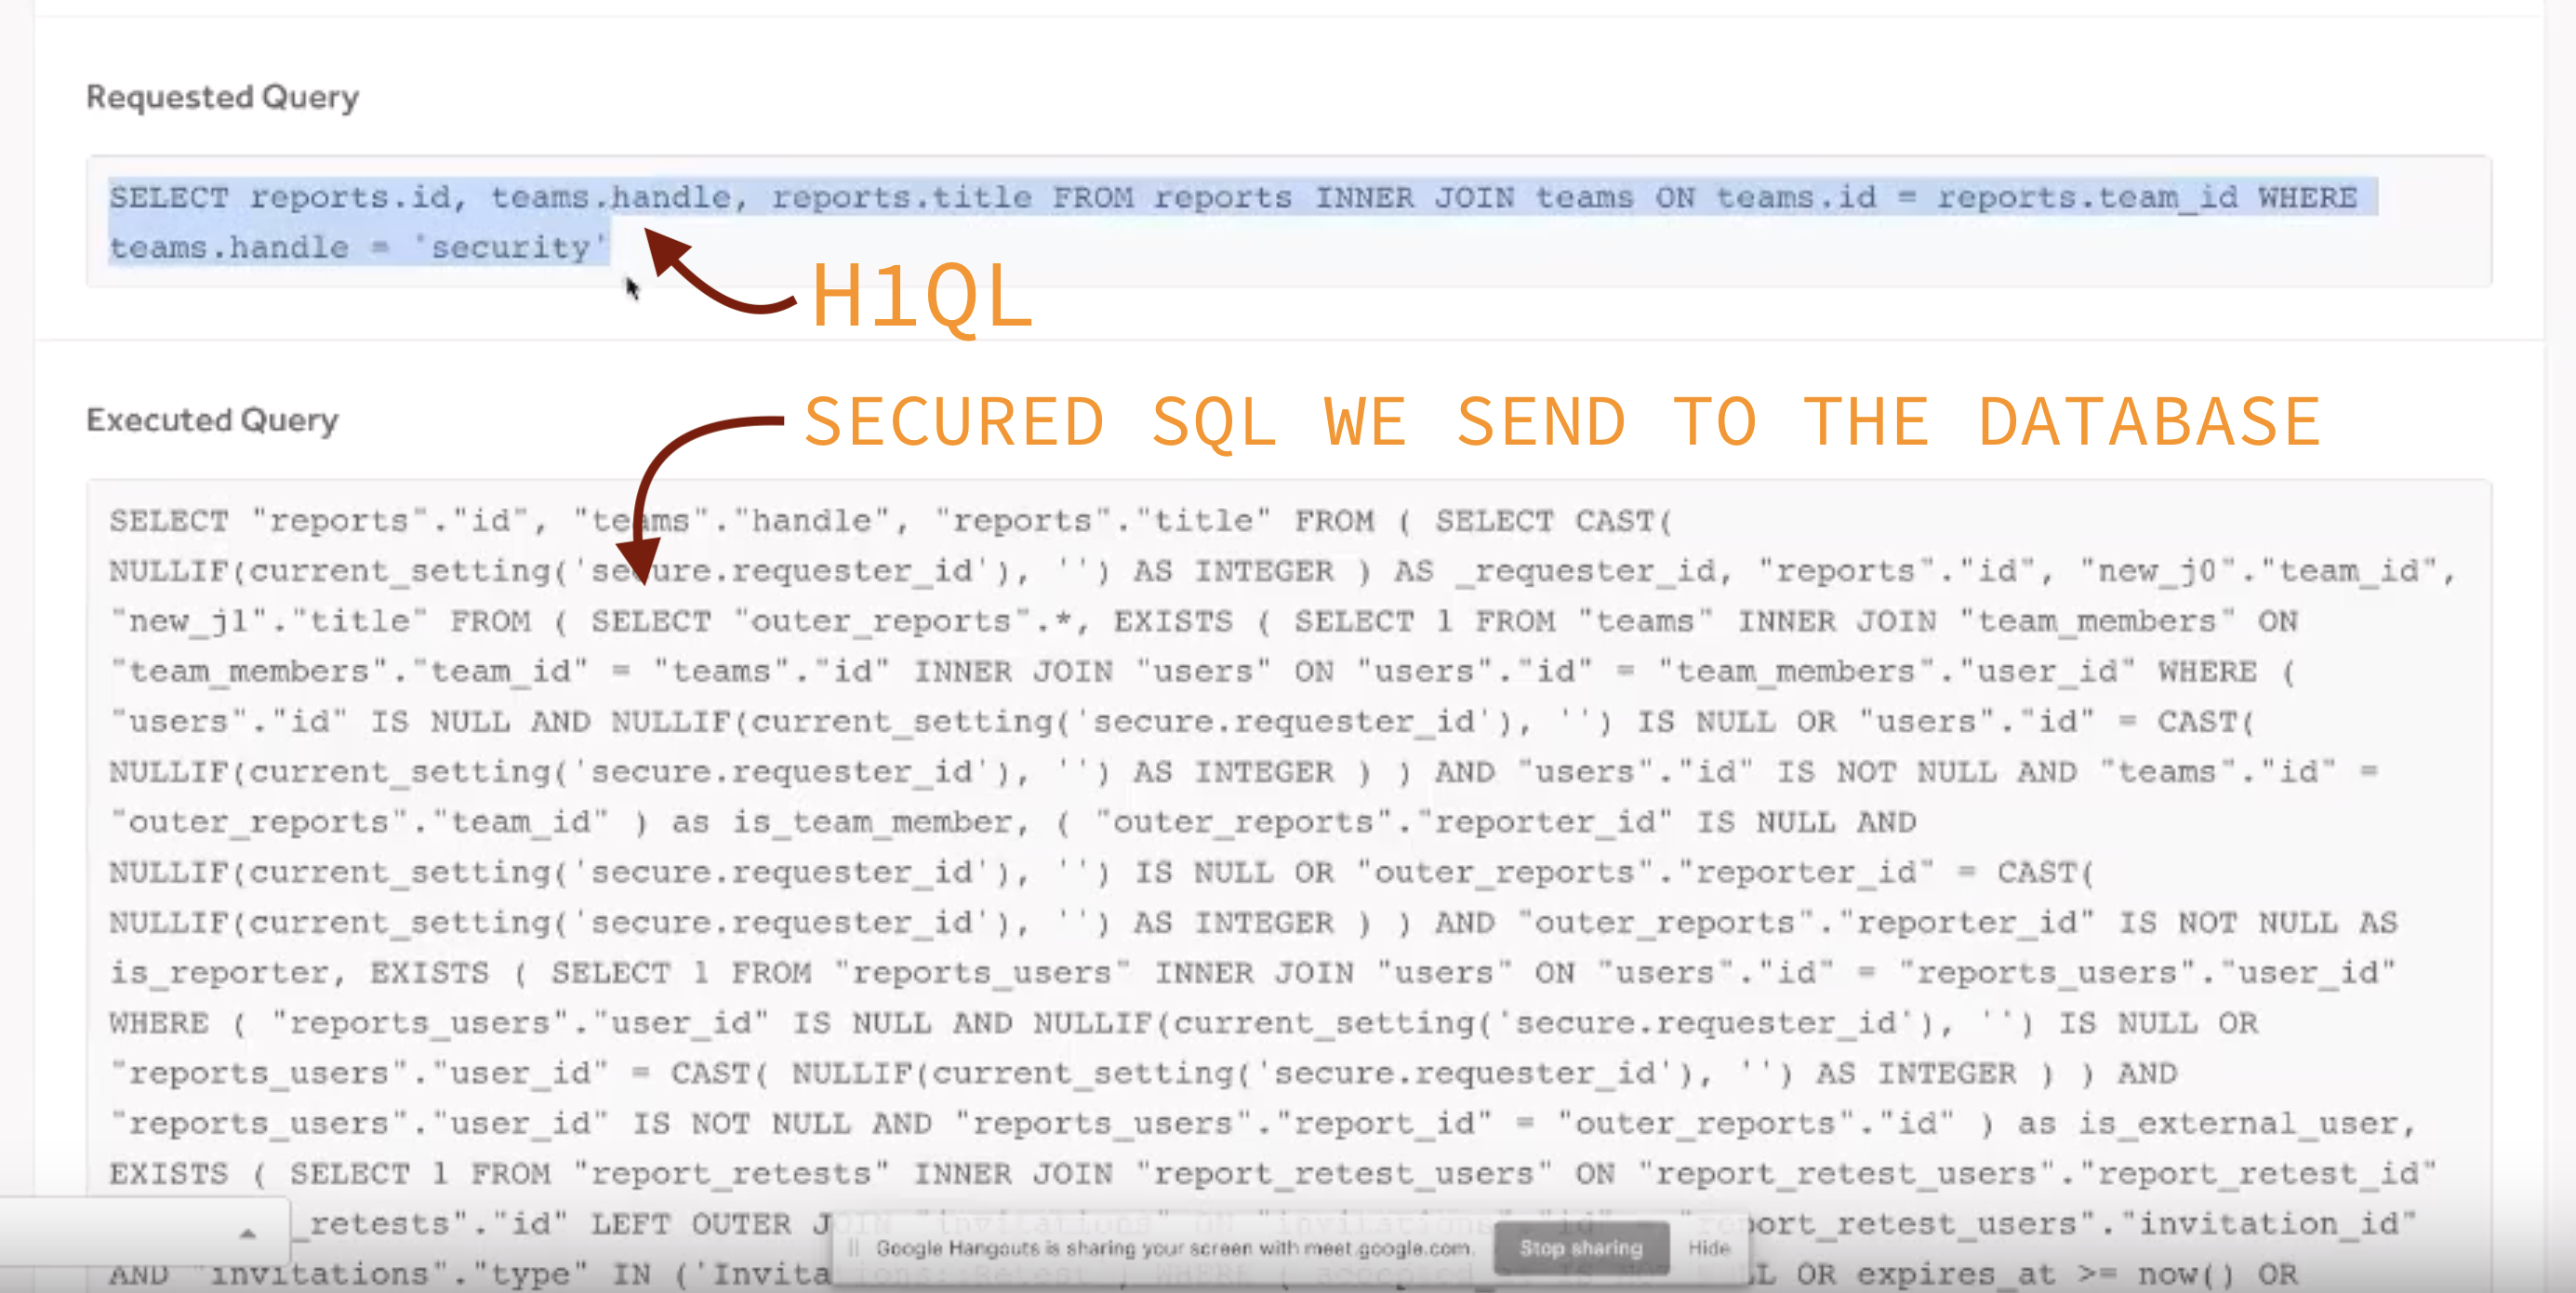 Requested Query
SELECT reports.id, teams.handle, reports.title FROM reports INNER JOIN teams ON teams.id = reports.team_id WHERE
teams.handle = 'security'
H1QL
SECURED SQL WE SEND TO THE DATABASE
Executed Query
SELECT "reports"."id", "teams"."handle", "reports"."title" FROM ( SELECT CAST(
NULLIF(current_setting('secure.requester_id'), '') AS INTEGER ) AS _requester_id, "reports"."id", "new_j0"."team_id",
"new_j1"."title" FROM ( SELECT "outer_reports".*, EXISTS ( SELECT 1 FROM "teams" INNER JOIN "team_members" ON
"team_members"."team_id" = "teams"."id" INNER JOIN "users" ON "users"."id" = "team_members"."user_id" WHERE (
"users"."id" IS NULL AND NULLIF(current_setting('secure.requester_id'), '') IS NULL OR "users"."id" = CAST(
NULLIF(current_setting('secure.requester_id'), '') AS INTEGER ) ) AND "users"."id" IS NOT NULL AND "teams"."id" =
"outer_reports"."team_id" ) as is_team_member, ( "outer_reports"."reporter_id" IS NULL AND
NULLIF(current_setting('secure.requester_id'), '') IS NULL OR "outer_reports"."reporter_id" = CAST(
NULLIF(current_setting('secure.requester_id'), '') AS INTEGER ) ) AND "outer_reports"."reporter_id" IS NOT NULL AS
is_reporter, EXISTS ( SELECT 1 FROM "reports_users" INNER JOIN "users" ON "users"."id" = "reports_users"."user_id"
WHERE ( "reports_users"."user_id" IS NULL AND NULLIF(current_setting('secure.requester_id'), '') IS NULL OR
"reports_users"."user_id" = CAST( NULLIF(current_setting('secure.requester_id'), '') AS INTEGER ) ) AND
"reports_users"."user_id" IS NOT NULL AND "reports_users"."report_id" = "outer_reports"."id" ) as is_external_user,
EXISTS ( SELECT 1 FROM "report_retests" INNER JOIN "report_retest_users" ON "report_retest_users"."report_retest_id"
_retests"."id" LEFT OUTER JOIN "invitations" ON "invitations"."id" = "report_retest_users"."invitation_id"
AND "invitations"."type" IN ('Invita OR expires_at >= now() OR
Google Hangouts is sharing your screen with meet.google.com.
Stop sharing
Hide